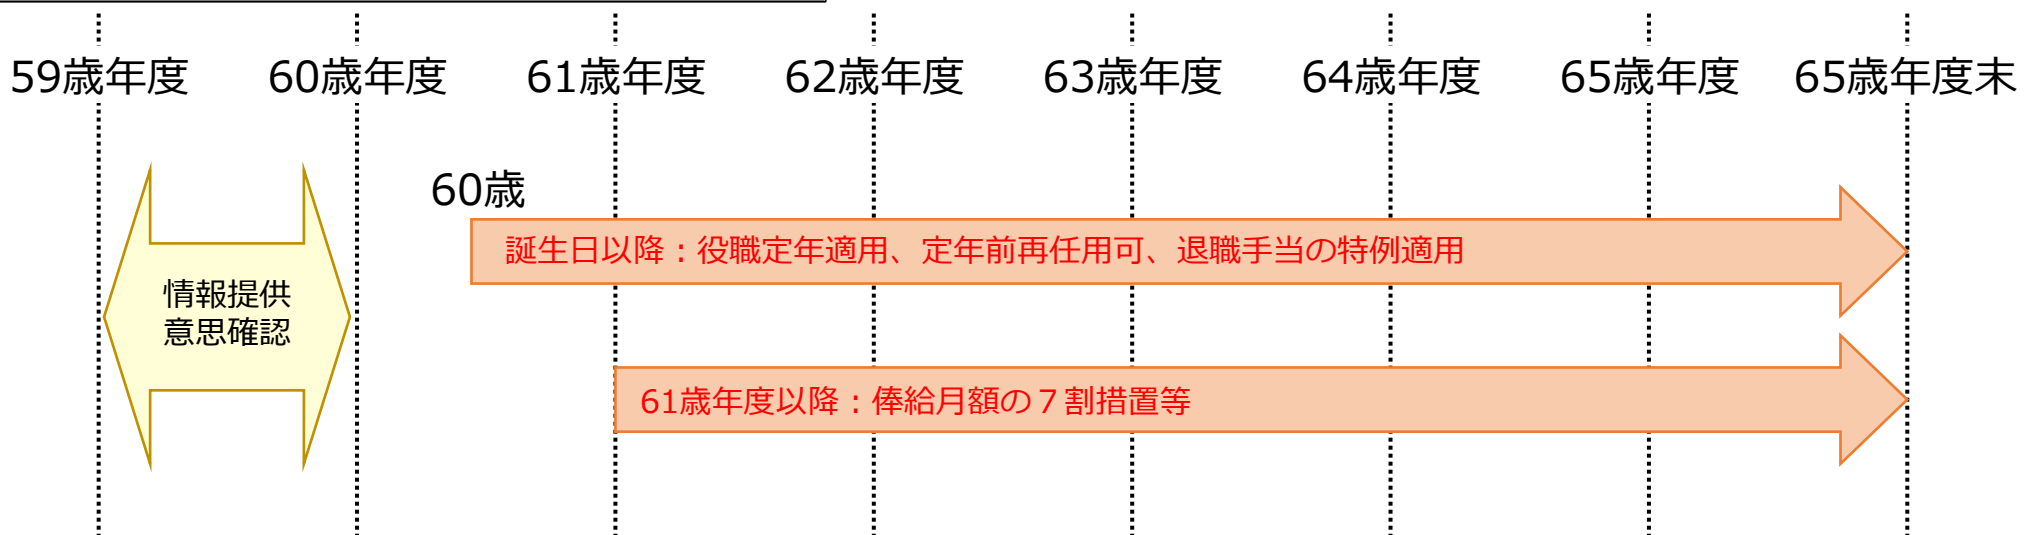 59歳年度 60歳年度 61歳年度 62歳年度 63歳年度 64歳年度 65歳年度 65歳年度末
60歳
誕生日以降：役職定年適用、定年前再任用可、退職手当の特例適用
情報提供
意思確認
61歳年度以降：俸給月額の７割措置等